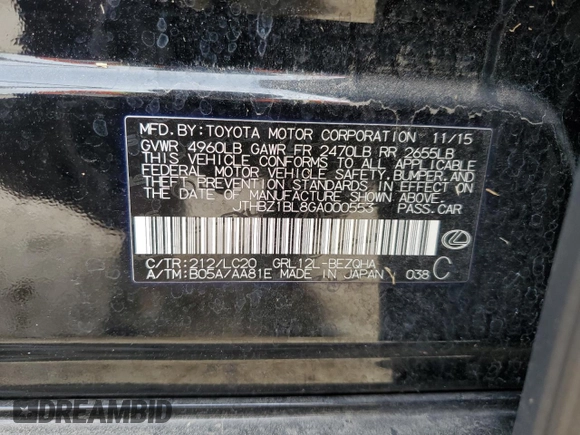 MFD.BY:TOYOTA MOTOR CORPORATION 11/15
GVWR 4960LB GAWR FR 2470LB RR 2655LB
THIS VEHICLE CONFORMS TO ALL APPLICABLE
FEDERAL MOTOR VEHICLE SAFETY, BUMPER, AND
THEFT PREVENTION STANDARDS IN EFFECT ON
THE DATE OF MANUFACTURE SHOWN ABOVE.
JTHBZ1BL8GA000553 PASS.CAR
C/TR:212/LC20 GRL12L-BEZQHA
A/TM:B05A/AA81E MADE IN JAPAN 038 C
DREAMBID